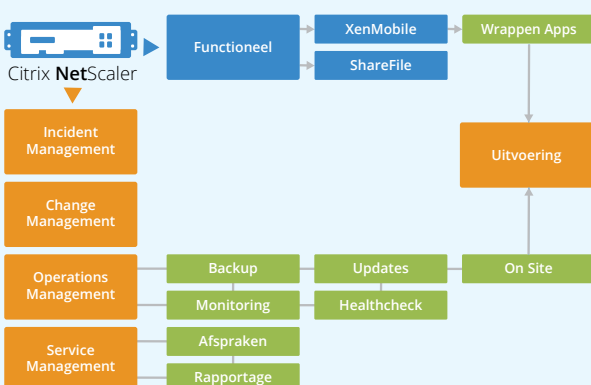 Citrix NetScaler
Functioneel
XenMobile
Wrappen Apps
ShareFile
Incident
Management
Uitvoering
Change
Management
Operations
Management
Backup
Updates
On Site
Monitoring
Healthcheck
Service
Management
Afspraken
Rapportage